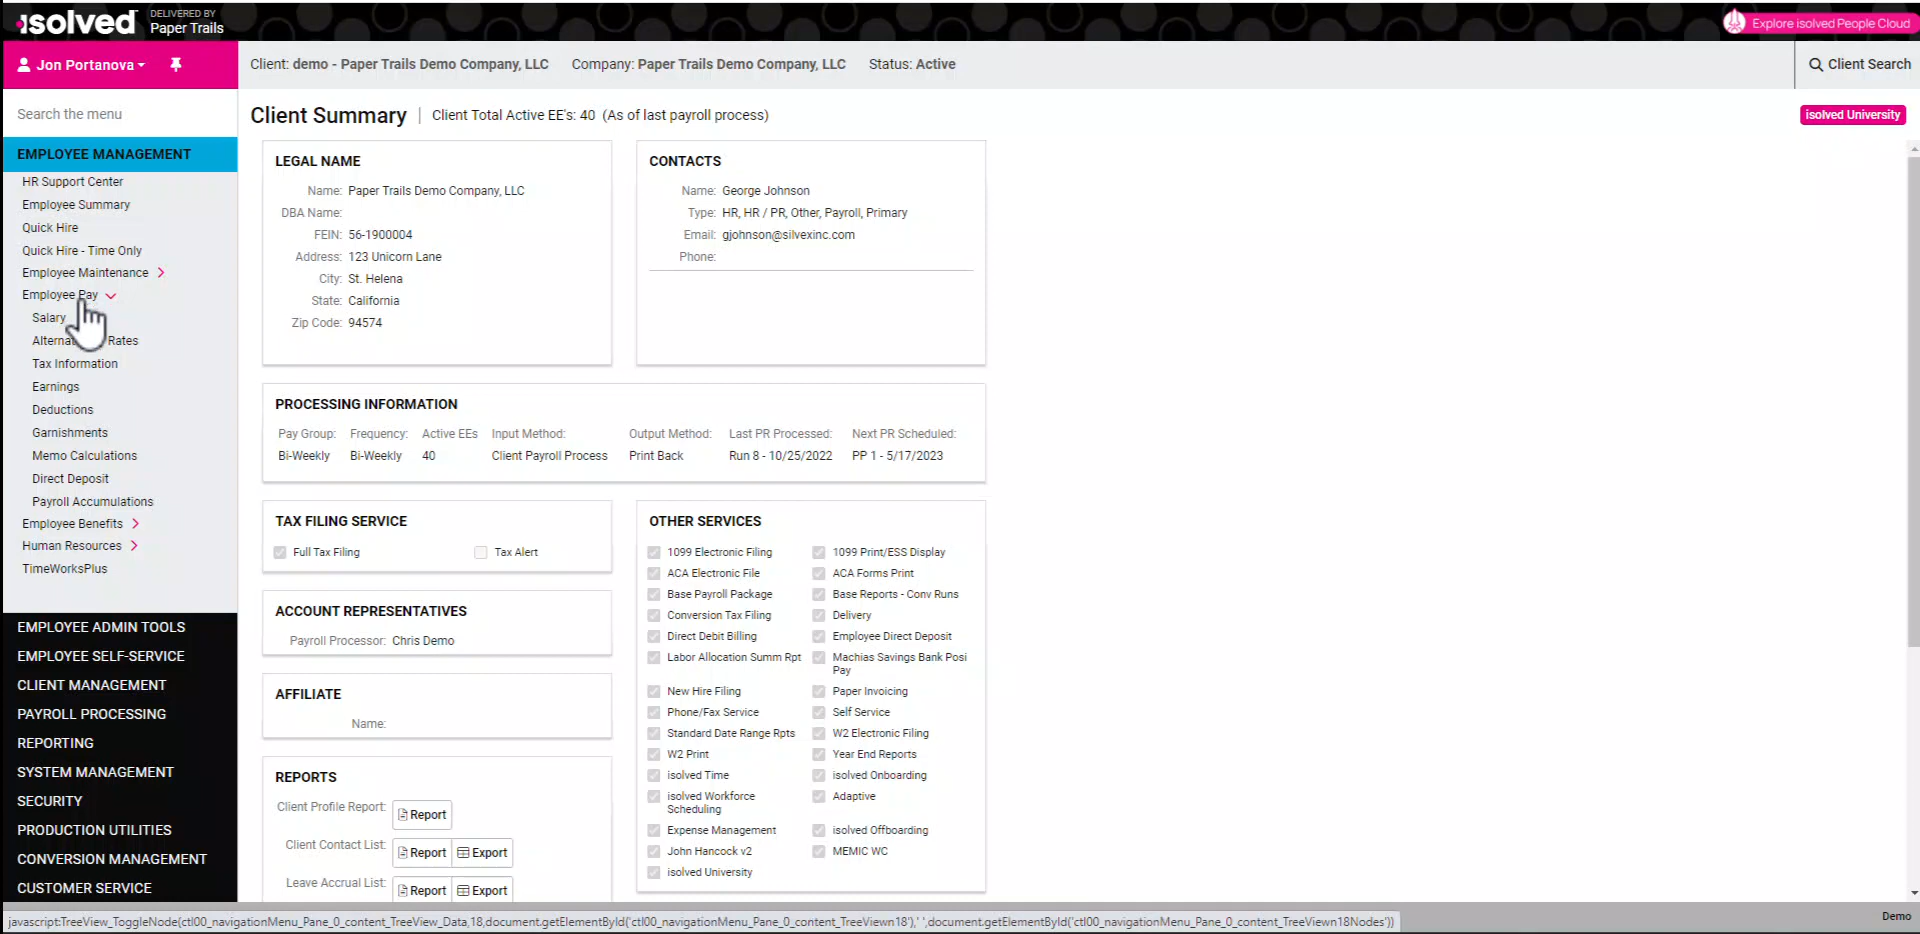 isolved DELIVERED BY Paper Trails
Explore isolved People Cloud
Jon Portanova
Client: demo - Paper Trails Demo Company, LLC Company: Paper Trails Demo Company, LLC Status: Active
Client Search
Search the menu
EMPLOYEE MANAGEMENT
HR Support Center
Employee Summary
Quick Hire
Quick Hire - Time Only
Employee Maintenance
Employee Pay
Salary
Rates
Tax Information
Earnings
Deductions
Garnishments
Memo Calculations
Direct Deposit
Payroll Accumulations
Employee Benefits
Human Resources
TimeWorksPlus
EMPLOYEE ADMIN TOOLS
EMPLOYEE SELF-SERVICE
CLIENT MANAGEMENT
PAYROLL PROCESSING
REPORTING
SYSTEM MANAGEMENT
SECURITY
PRODUCTION UTILITIES
CONVERSION MANAGEMENT
CUSTOMER SERVICE
Client Summary | Client Total Active EE's: 40 (As of last payroll process)
isolved University
LEGAL NAME
Name: Paper Trails Demo Company, LLC
DBA Name:
FEIN: 56-1900004
Address: 123 Unicorn Lane
City: St. Helena
State: California
Zip Code: 94574
CONTACTS
Name: George Johnson
Type: HR, HR / PR, Other, Payroll, Primary
Email: gjohnson@silvexinc.com
Phone:
PROCESSING INFORMATION
Pay Group: Frequency: Active EEs Input Method: Output Method: Last PR Processed: Next PR Scheduled:
Bi-Weekly Bi-Weekly 40 Client Payroll Process Print Back Run 8 - 10/25/2022 PP 1 - 5/17/2023
TAX FILING SERVICE
Full Tax Filing Tax Alert
ACCOUNT REPRESENTATIVES
Payroll Processor: Chris Demo
AFFILIATE
Name:
REPORTS
Client Profile Report: Report
Client Contact List: Report Export
Leave Accrual List: Report Export
OTHER SERVICES
1099 Electronic Filing 1099 Print/ESS Display
ACA Electronic File ACA Forms Print
Base Payroll Package Base Reports - Conv Runs
Conversion Tax Filing Delivery
Direct Debit Billing Employee Direct Deposit
Labor Allocation Summ Rpt Machias Savings Bank Posi
Pay
New Hire Filing Paper Invoicing
Phone/Fax Service Self Service
Standard Date Range Rpts W2 Electronic Filing
W2 Print Year End Reports
isolved Time isolved Onboarding
isolved Workforce Adaptive
Scheduling
Expense Management isolved Offboarding
John Hancock v2 MEMIC WC
isolved University
javascript:TreeView_ToggleNode(ctl00_navigationMenu_Pane_0_content_TreeView_Data,18,document.getElementById('ctl00_navigationMenu_Pane_0_content_TreeViewn18'),' ',document.getElementById('ctl00_navigationMenu_Pane_0_content_TreeViewn18Nodes'))
Demo